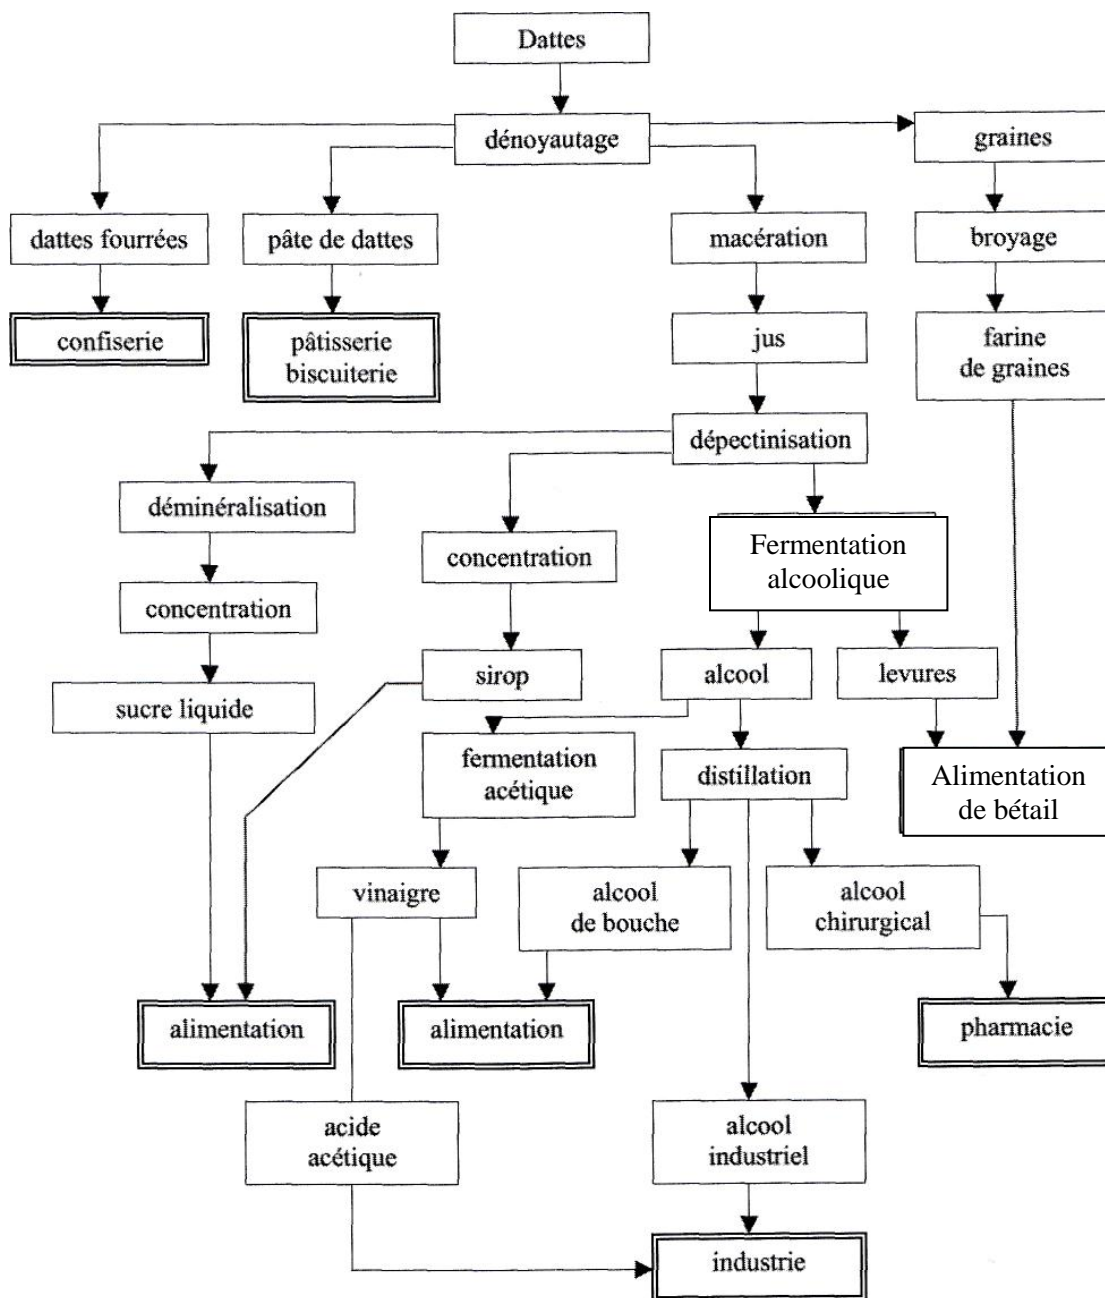 Dattes
dénoyautage
graines
dattes fourrées
pâte de dattes
macération
broyage
confiserie
pâtisserie
biscuiterie
jus
farine
de graines
dépectinisation
déminéralisation
concentration
Fermentation
alcoolique
concentration
sirop
alcool
levures
sucre liquide
fermentation
acétique
distillation
Alimentation
de bétail
vinaigre
alcool
de bouche
alcool
chirurgical
alimentation
alimentation
pharmacie
acide
acétique
alcool
industriel
industrie